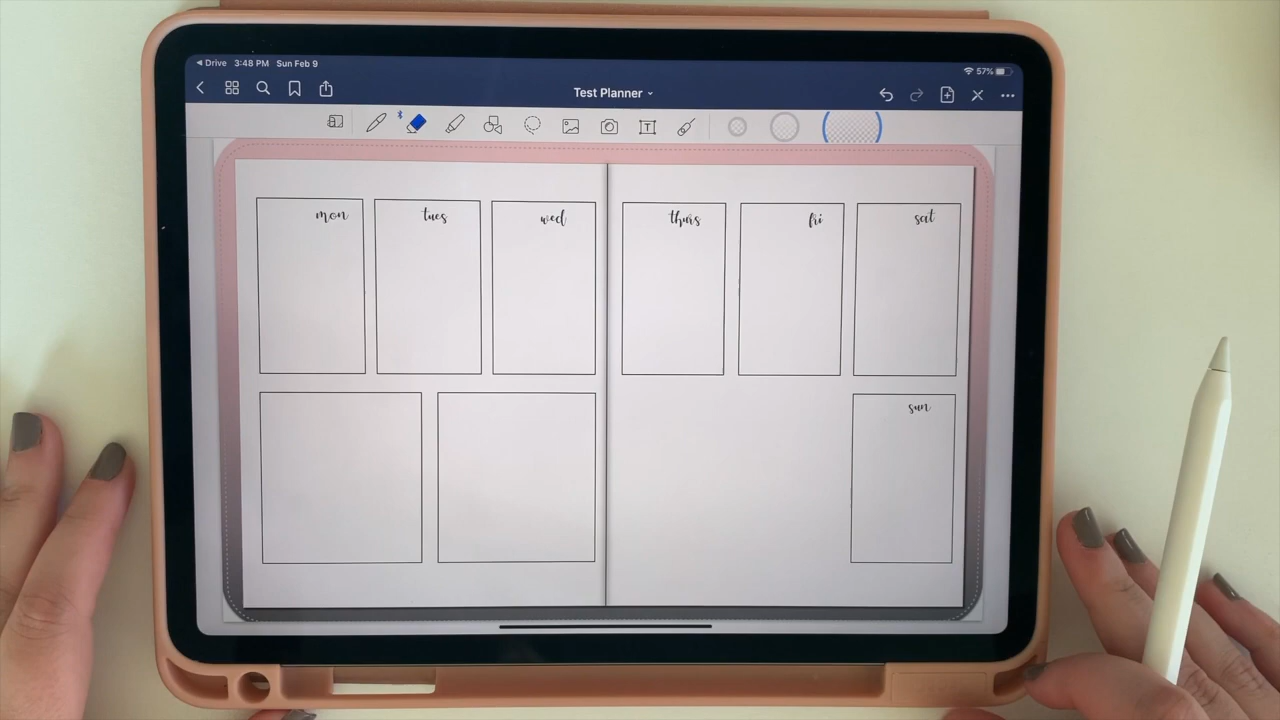 Drive 3:48 PM Sun Feb 9
57%
Test Planner
mon tues wed thurs fri sat
sun